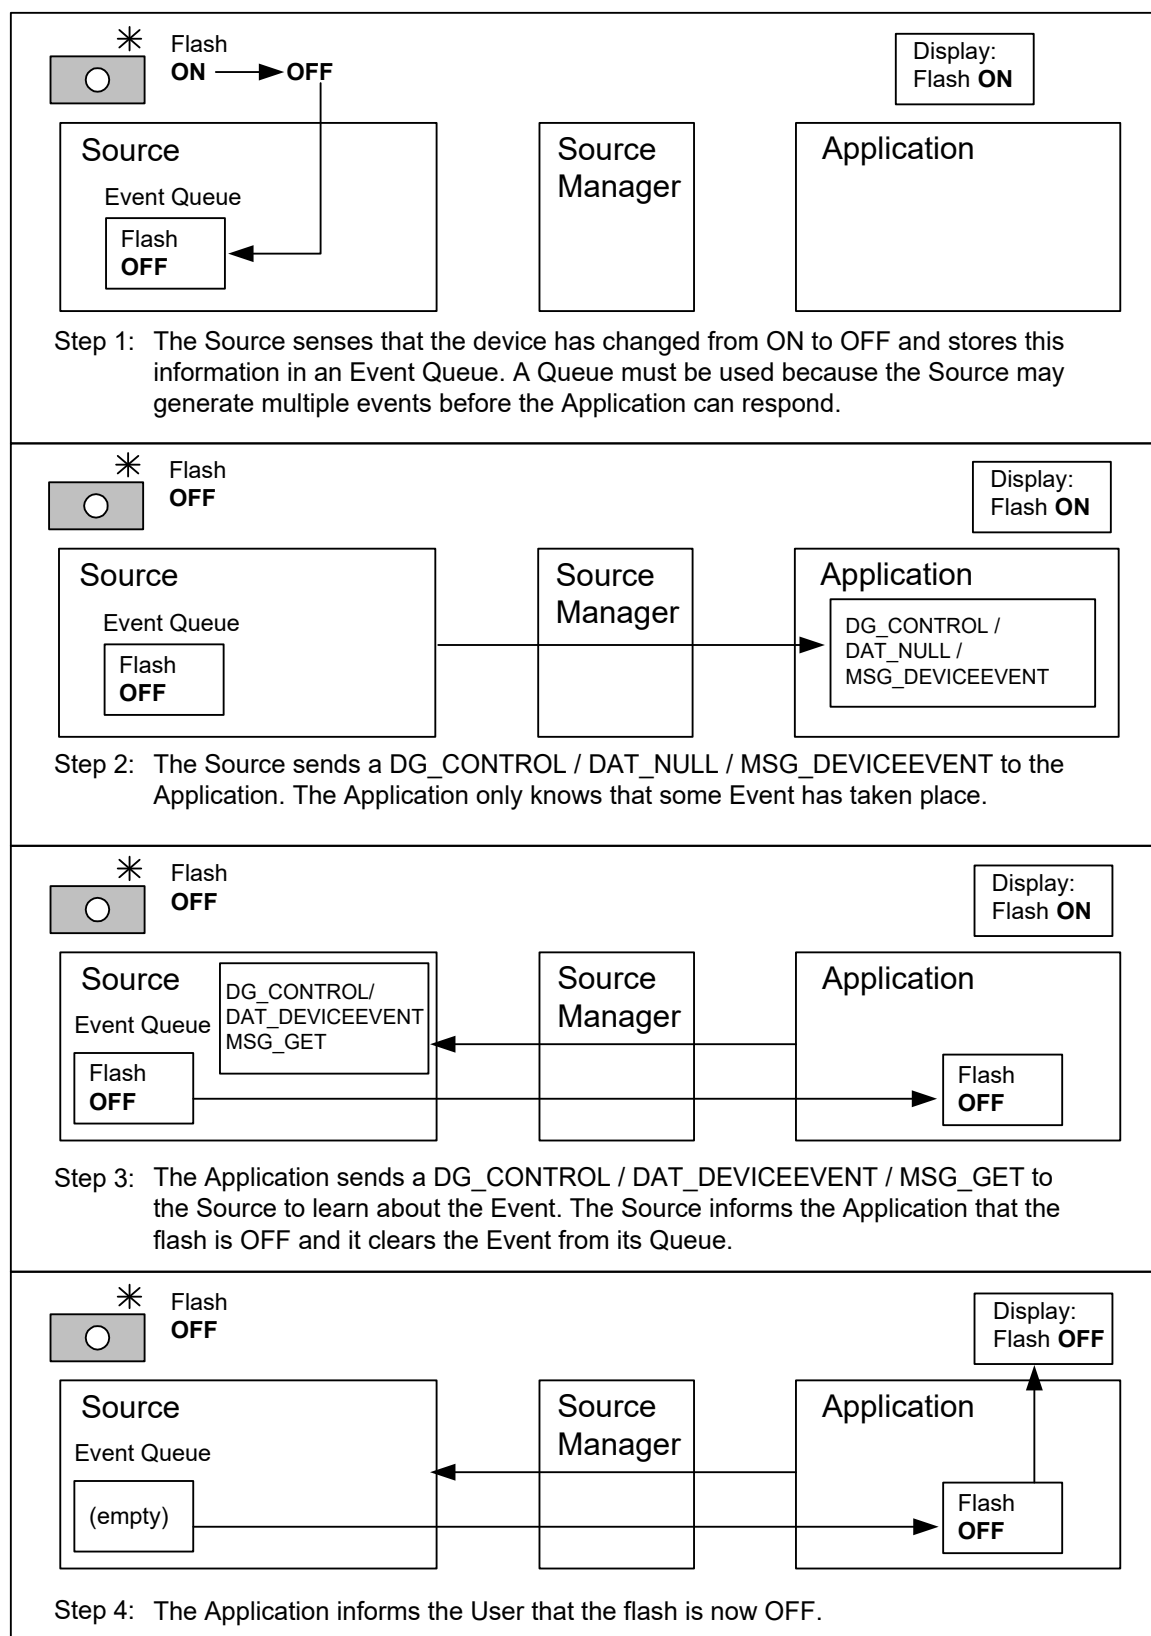 Flash
ON OFF
Display:
Flash ON
Source
Event Queue
Flash
OFF
Source
Manager
Application
Step 1: The Source senses that the device has changed from ON to OFF and stores this
information in an Event Queue. A Queue must be used because the Source may
generate multiple events before the Application can respond.
Flash
OFF
Display:
Flash ON
Source
Event Queue
Flash
OFF
Source
Manager
Application
DG_CONTROL /
DAT_NULL /
MSG_DEVICEEVENT
Step 2: The Source sends a DG_CONTROL / DAT_NULL / MSG_DEVICEEVENT to the
Application. The Application only knows that some Event has taken place.
Flash
OFF
Display:
Flash ON
Source
Event Queue
Flash
OFF
DG_CONTROL/
DAT_DEVICEEVENT
MSG_GET
Source
Manager
Application
Flash
OFF
Step 3: The Application sends a DG_CONTROL / DAT_DEVICEEVENT / MSG_GET to
the Source to learn about the Event. The Source informs the Application that the
flash is OFF and it clears the Event from its Queue.
Flash
OFF
Display:
Flash OFF
Source
Event Queue
(empty)
Source
Manager
Application
Flash
OFF
Step 4: The Application informs the User that the flash is now OFF.